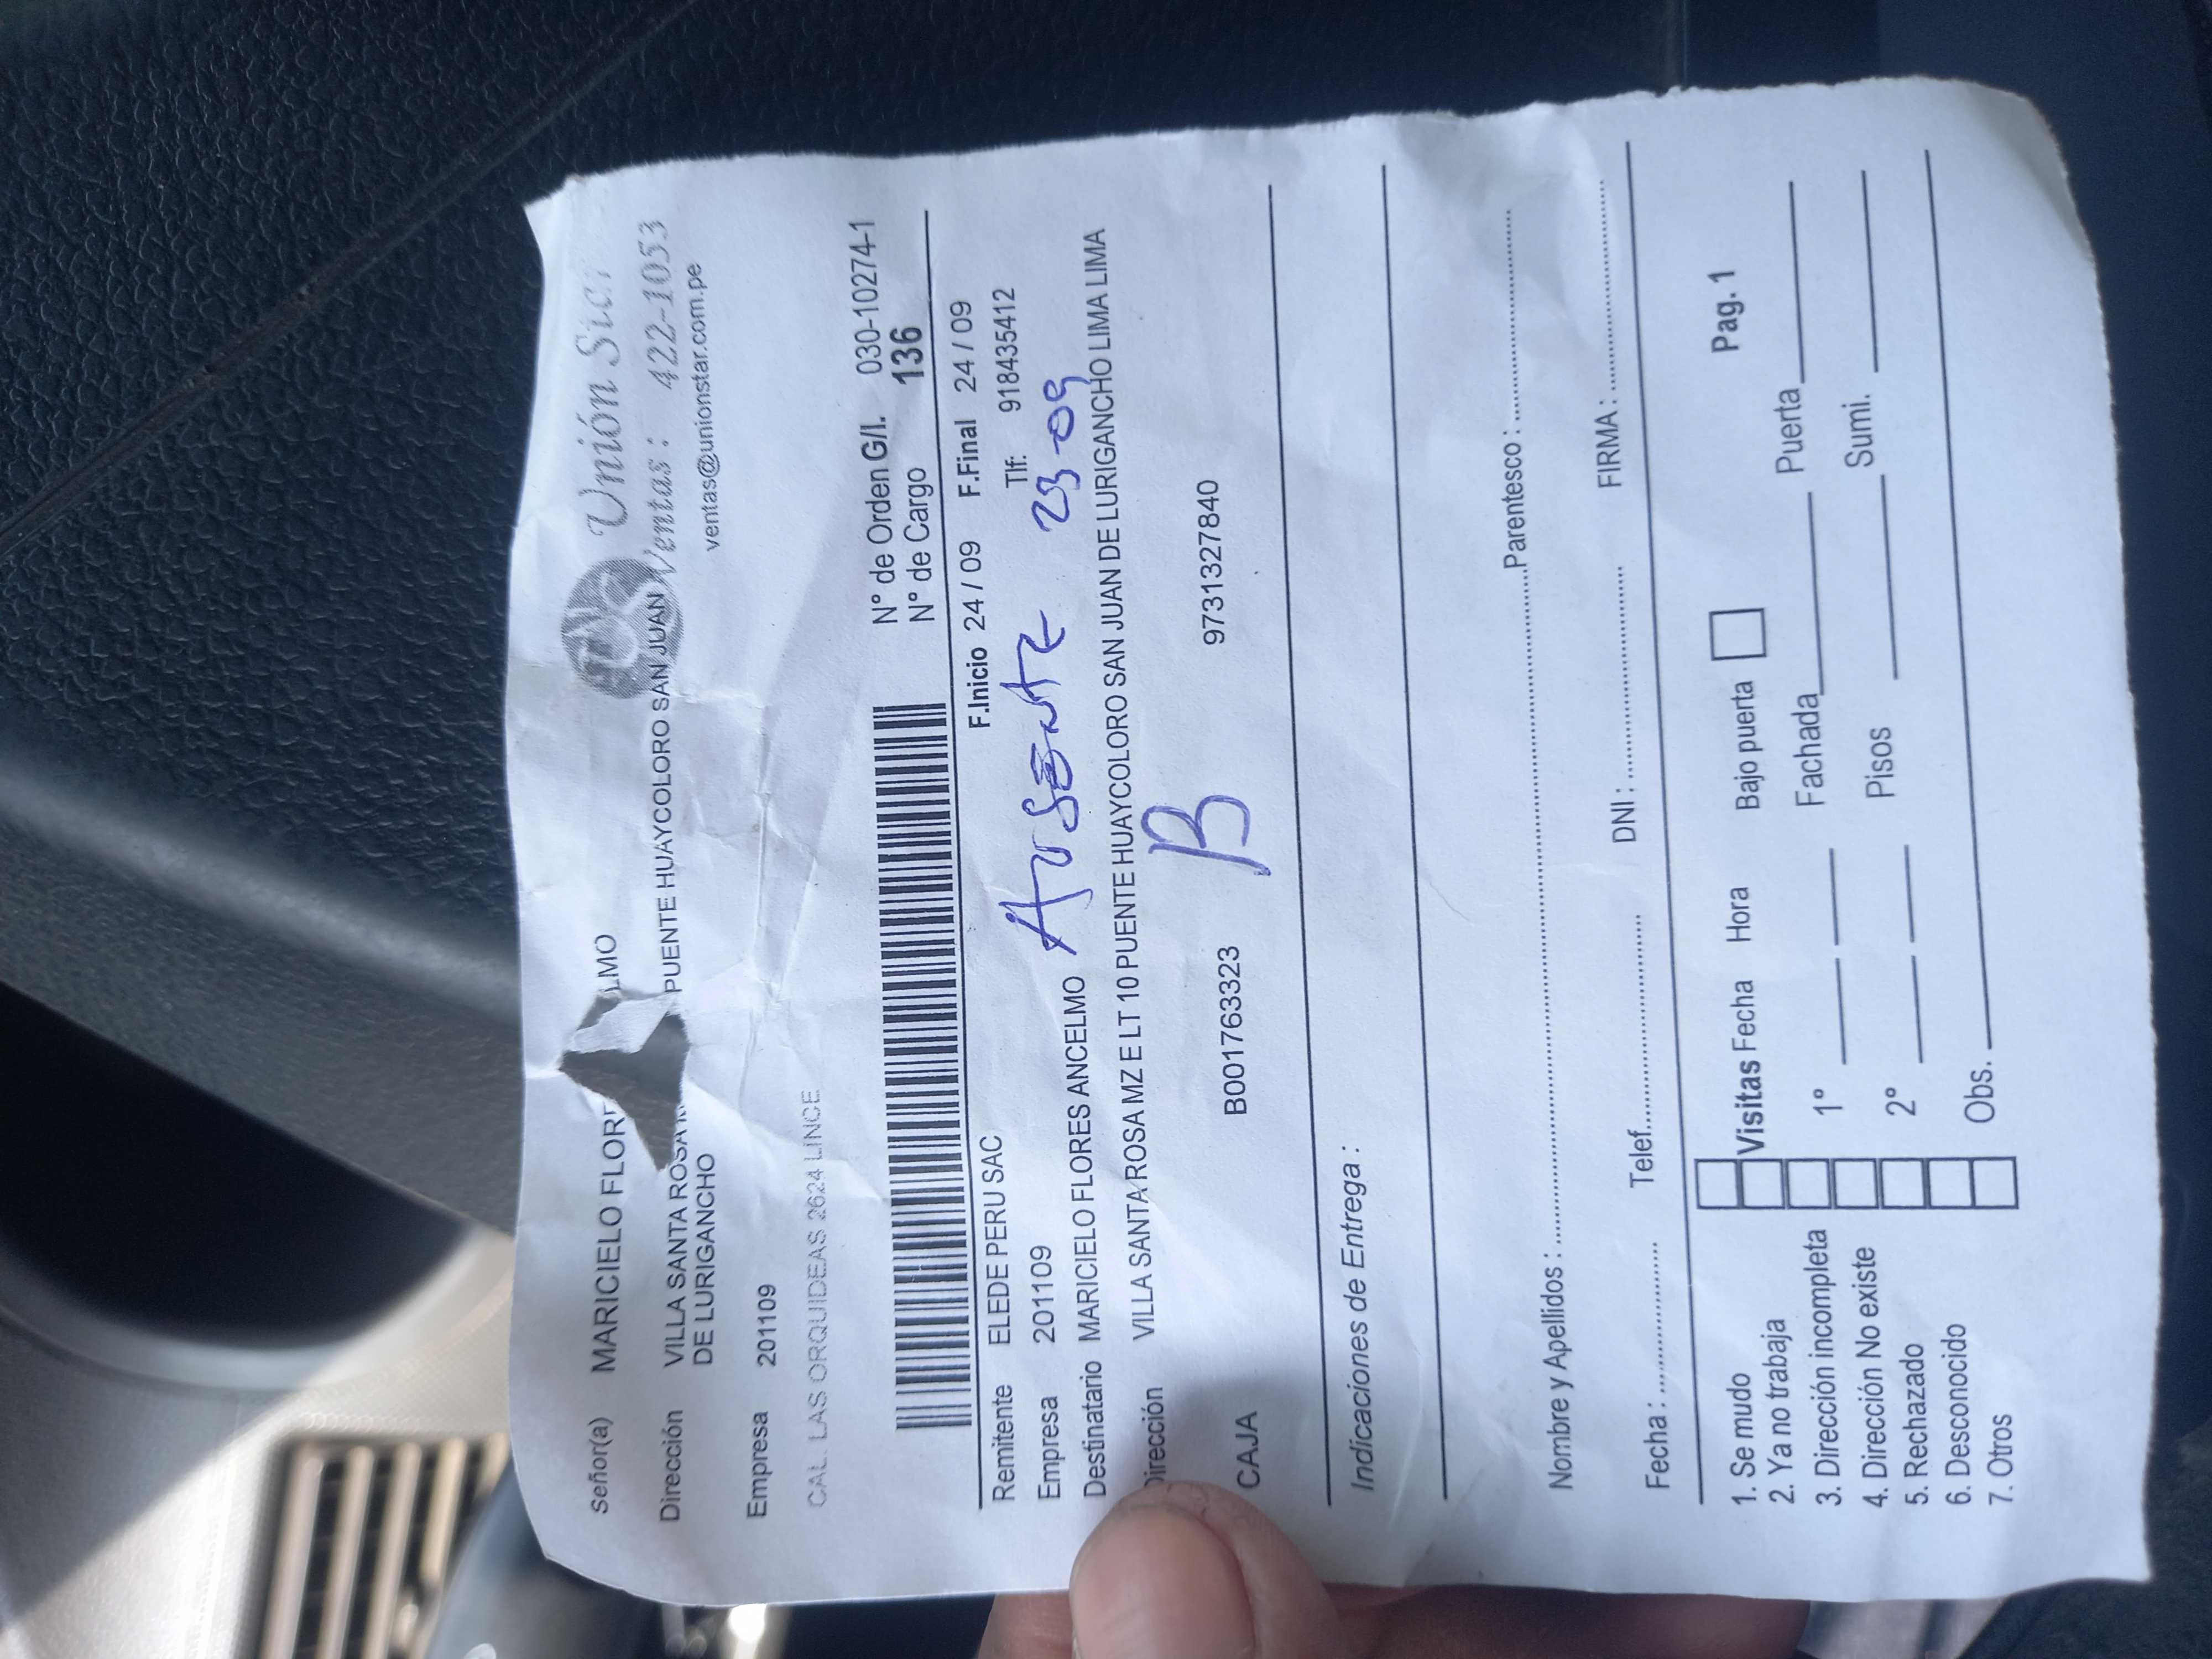 Unión Star
Ventas: 422-1053
ventas@unionstar.com.pe
Señor(a) MARICIELO FLOR LMO
Dirección VILLA SANTA ROSA PUENTE HUAYCOLORO SAN JUAN
DE LURIGANCHO
Empresa 201109
CAL. LAS ORQUIDEAS 2624 LINCE
N° de Orden G/I. 030-10274-1
N° de Cargo 136
F.Inicio 24 / 09 F.Final 24 / 09
Remitente ELEDE PERU SAC Tlf: 918435412
Empresa 201109 AUSENTE 23-09
Destinatario MARICIELO FLORES ANCELMO
Dirección VILLA SANTA ROSA MZ E LT 10 PUENTE HUAYCOLORO SAN JUAN DE LURIGANCHO LIMA LIMA
B
CAJA B001763323 9731327840
Indicaciones de Entrega :
Nombre y Apellidos : Parentesco :
Fecha : Telef. DNI : FIRMA :
1. Se mudo Visitas Fecha Hora Bajo puerta Pag. 1
2. Ya no trabaja
3. Dirección incompleta 1° Fachada Puerta
4. Dirección No existe
5. Rechazado 2° Pisos Sumi.
6. Desconocido
7. Otros Obs.